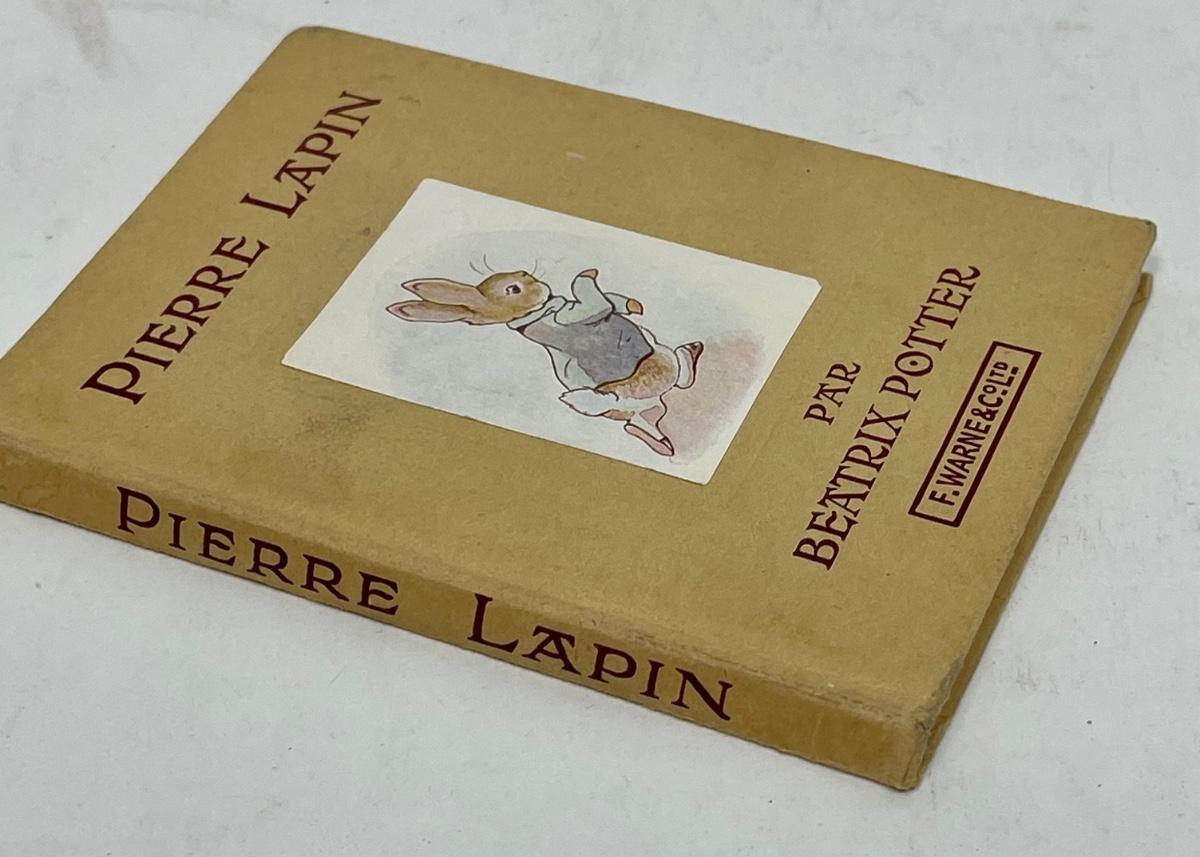 PIERRE LAPIN
PAR
BEATRIX POTTER
F. WARNE & CO LTD
PIERRE LAPIN